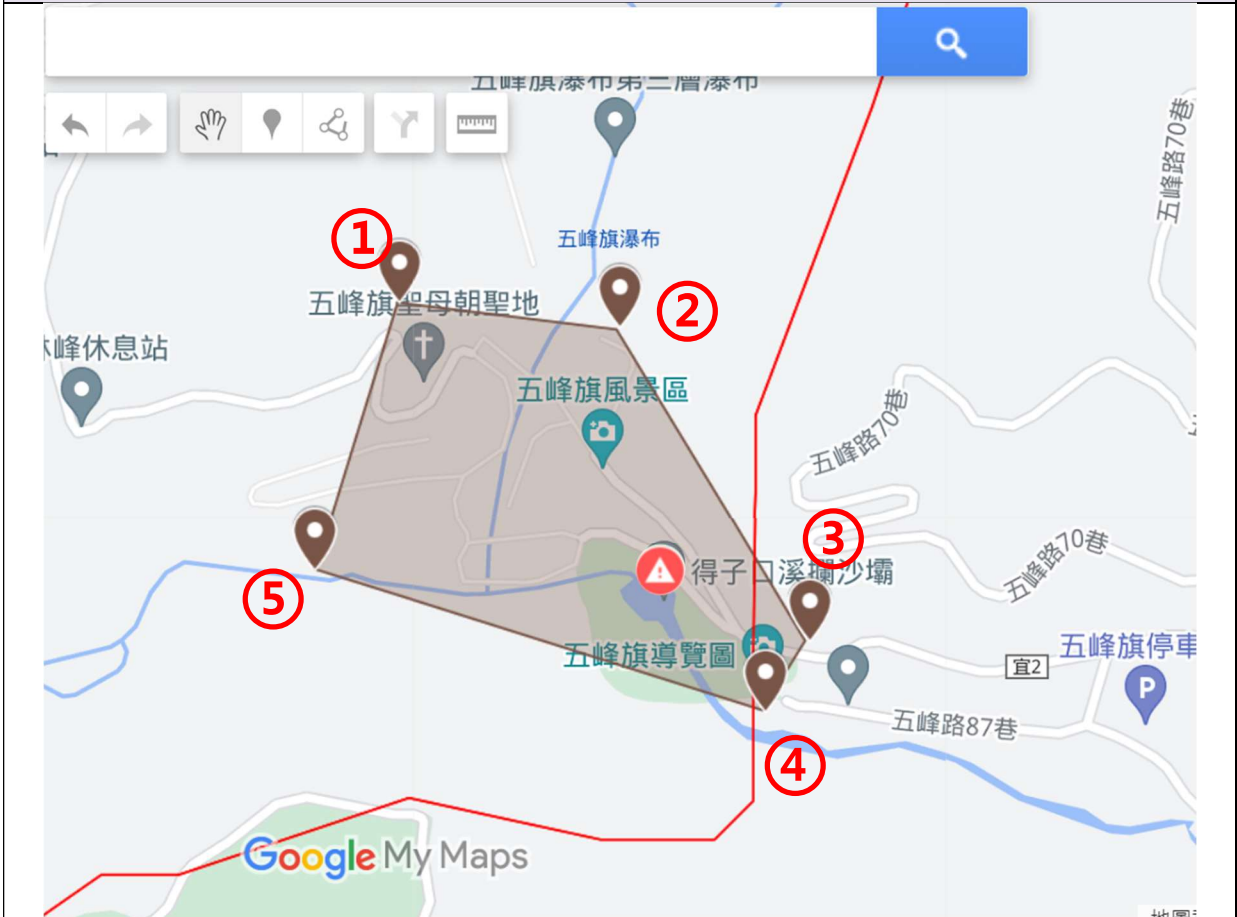 五峰旗瀑布第三層瀑布
五峰路70巷
①
五峰旗瀑布
五峰旗聖母朝聖地
②
峰休息站
五峰旗風景區
五峰路70巷
③
五峰路70巷
得子口溪攔沙壩
⑤
五峰旗導覽圖
五峰旗停車
宜2
P
五峰路87巷
④
Google My Maps